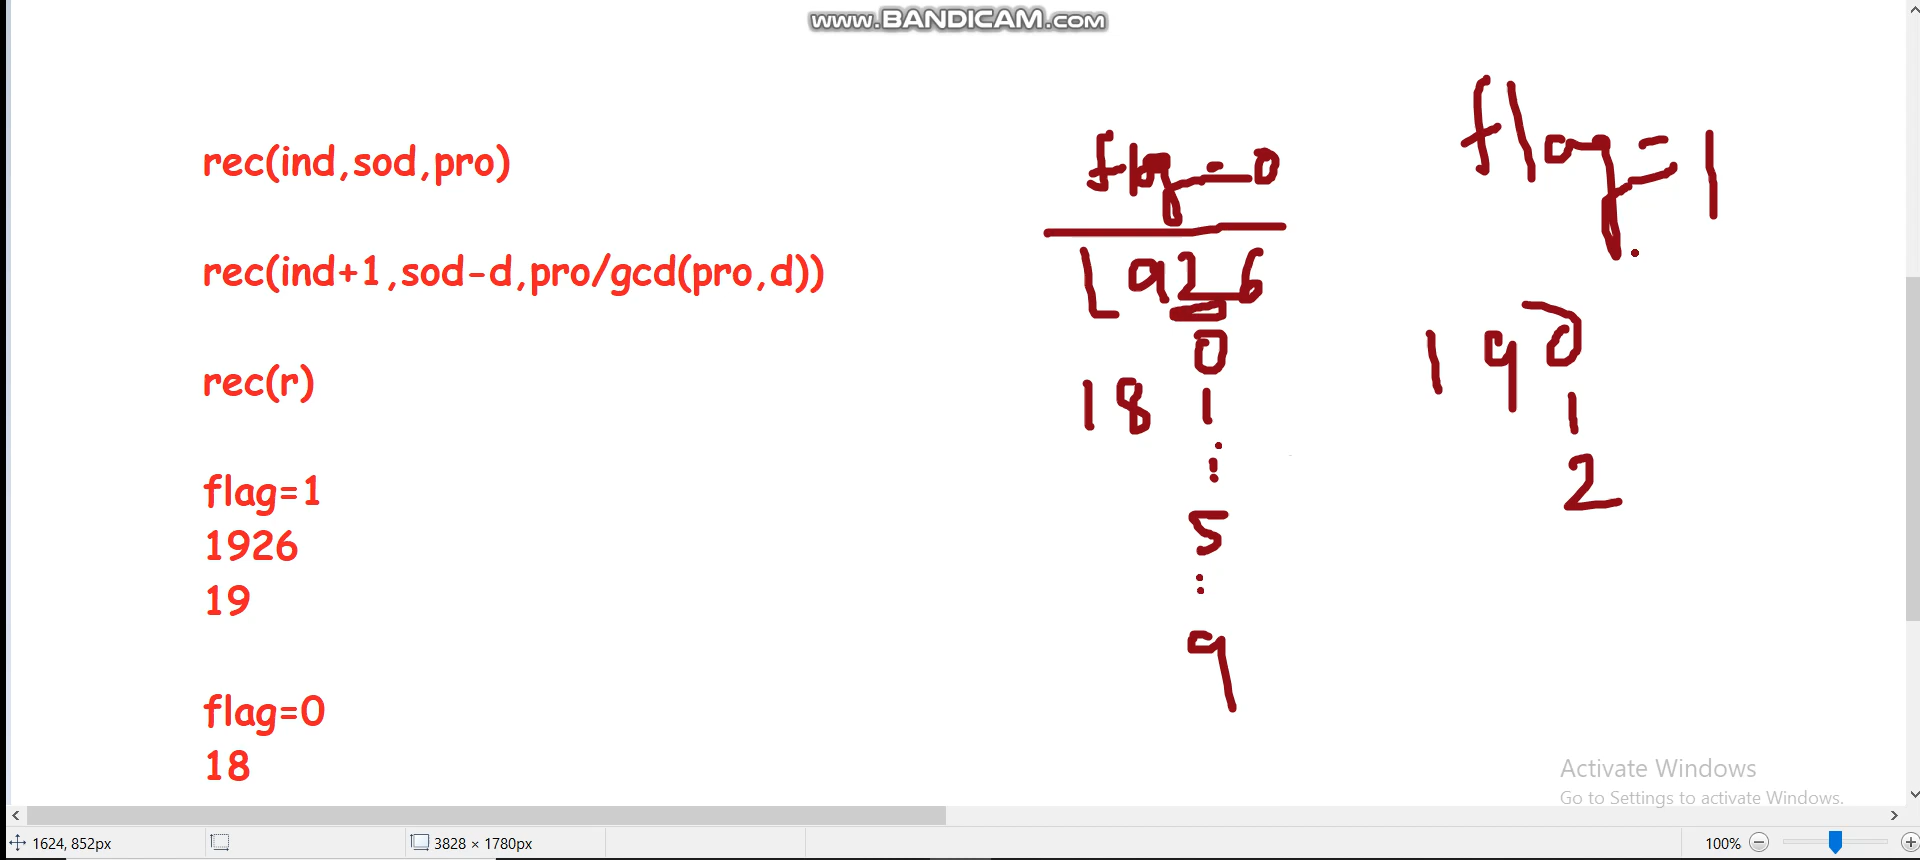 www.BANDICAM.com
rec(ind,sod,pro)
rec(ind+1,sod-d,pro/gcd(pro,d))
rec(r)
flag=1
1926
19
flag=0
18
flag=0
1926
0
18 1
5
9
flag=1
190
1
2
Activate Windows
Go to Settings to activate Windows.
1624, 852px
3828 × 1780px
100%